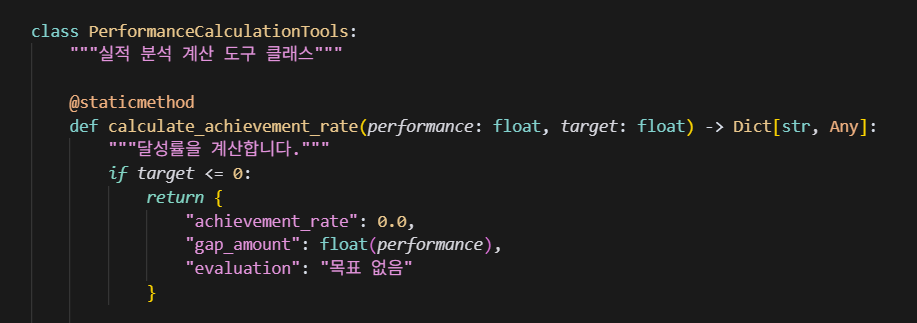 class PerformanceCalculationTools:
"""실적 분석 계산 도구 클래스"""
@staticmethod
def calculate_achievement_rate(performance: float, target: float) -> Dict[str, Any]:
"""달성률을 계산합니다."""
if target <= 0:
return {
"achievement_rate": 0.0,
"gap_amount": float(performance),
"evaluation": "목표 없음"
}